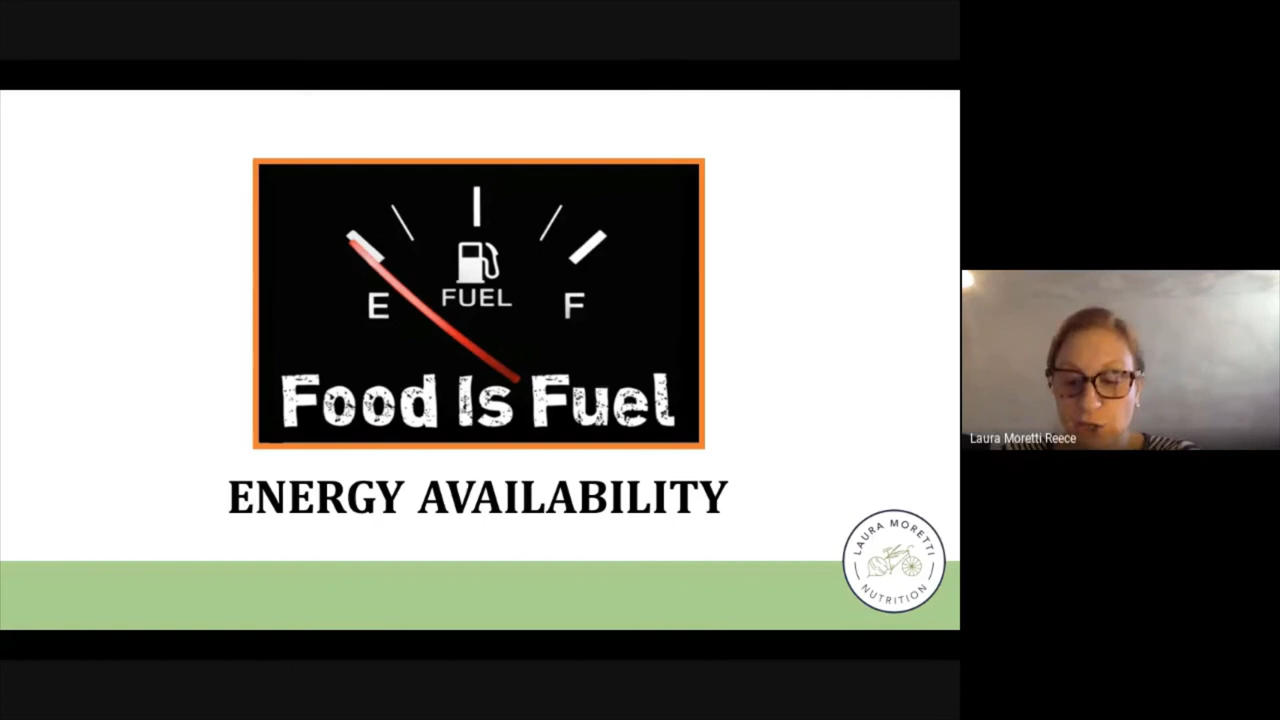 E
FUEL
F
Food Is Fuel
ENERGY AVAILABILITY
LAURA MORETTI
NUTRITION
Laura Moretti Reece